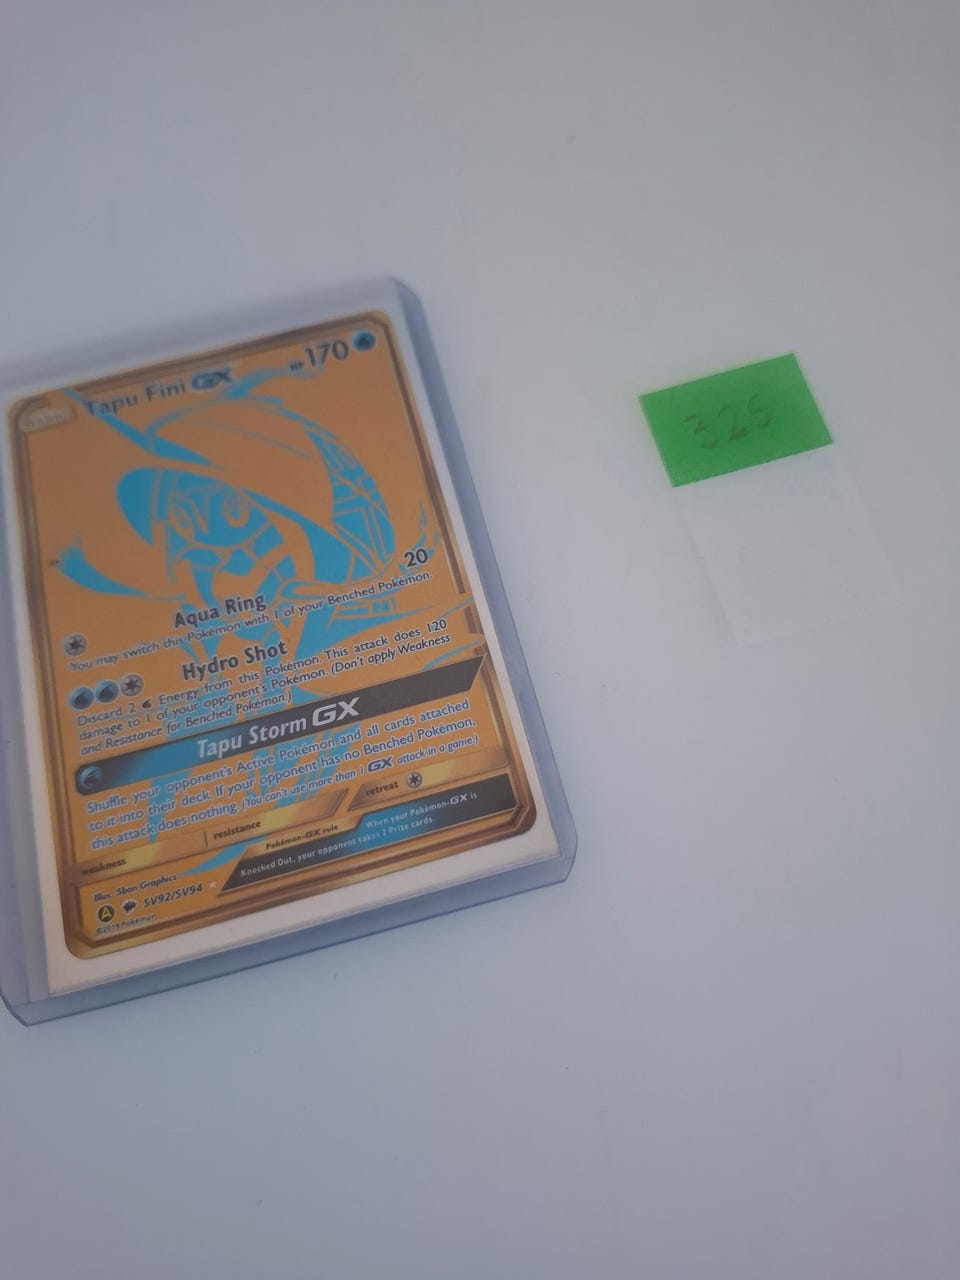 Tapu Fini GX HP170
Aqua Ring 20
You may switch this Pokémon with 1 of your Benched Pokémon.
Hydro Shot
Discard 2 Energy from this Pokémon. This attack does 120
damage to 1 of your opponent's Pokémon. (Don't apply Weakness
and Resistance for Benched Pokémon.)
Tapu Storm GX
Shuffle your opponent's Active Pokémon and all cards attached
to it into their deck. If your opponent has no Benched Pokémon,
this attack does nothing. (You can't use more than 1 GX attack in a game.)
weakness resistance retreat
Pokémon-GX rule When your Pokémon-GX is
Knocked Out, your opponent takes 2 Prize cards.
Illus. 5ban Graphics
A SV92/SV94
©2019 Pokémon
325